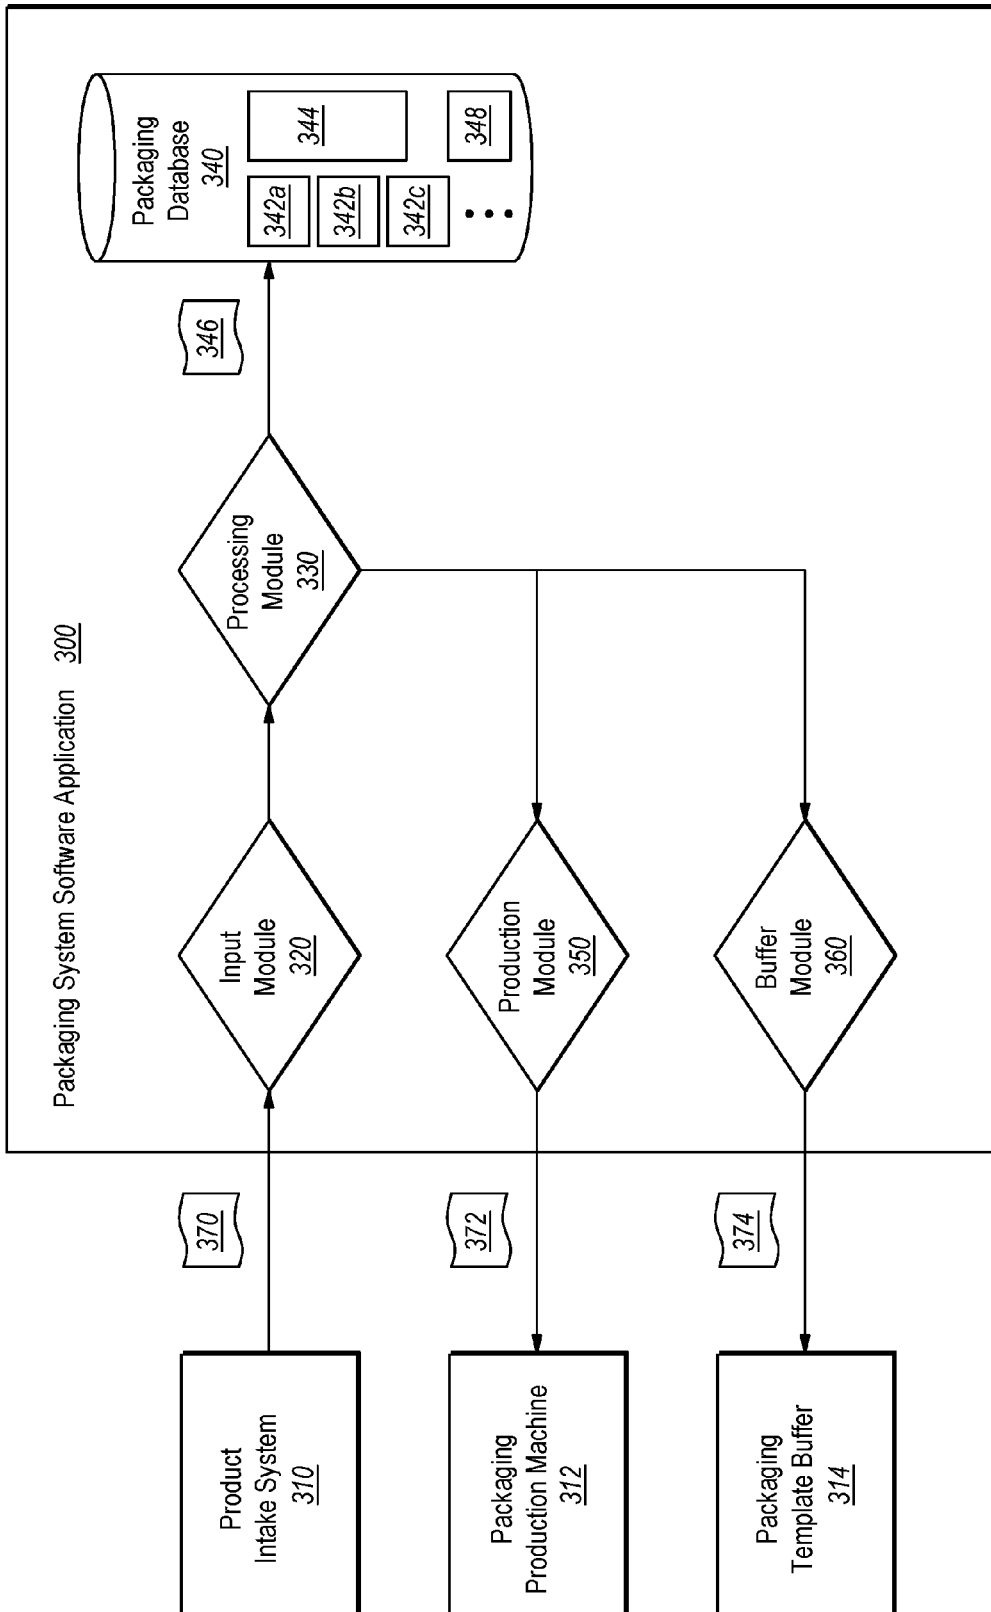 Packaging System Software Application 300
Product
Intake System
310
370
Input
Module
320
Processing
Module
330
346
Packaging
Database
340
342a
342b
342c
344
348
Packaging
Production Machine
312
372
Production
Module
350
Packaging
Template Buffer
314
374
Buffer
Module
360